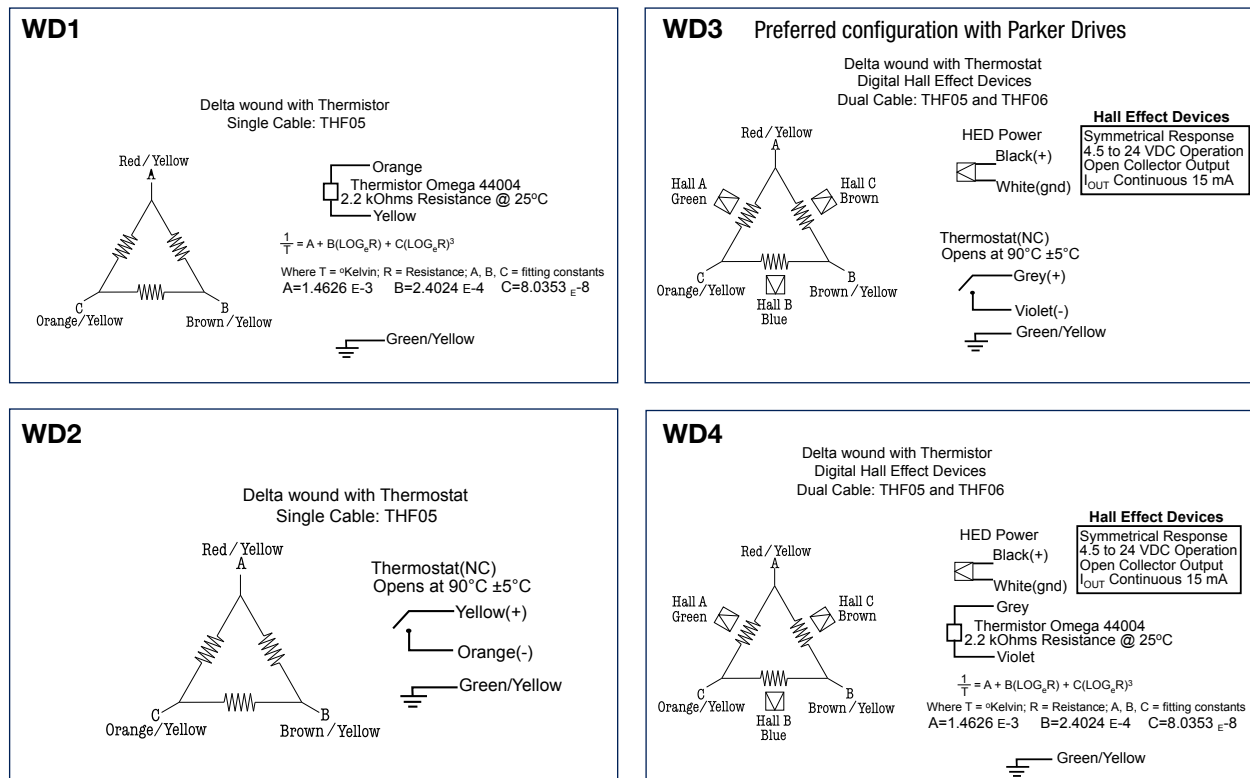 WD1
Delta wound with Thermistor
Single Cable: THF05
Red/Yellow
A
C
Orange/Yellow
B
Brown/Yellow
Orange
Thermistor Omega 44004
2.2 kOhms Resistance @ 25ºC
Yellow
1/T = A + B(LOGeR) + C(LOGeR)³
Where T = ºKelvin; R = Resistance; A, B, C = fitting constants
A=1.4626 E-3 B=2.4024 E-4 C=8.0353 E-8
Green/Yellow
WD3 Preferred configuration with Parker Drives
Delta wound with Thermostat
Digital Hall Effect Devices
Dual Cable: THF05 and THF06
Red/Yellow
A
Hall A
Green
Hall C
Brown
C
Orange/Yellow
Hall B
Blue
B
Brown/Yellow
HED Power
Black(+)
White(gnd)
Hall Effect Devices
Symmetrical Response
4.5 to 24 VDC Operation
Open Collector Output
IOUT Continuous 15 mA
Thermostat(NC)
Opens at 90°C ±5°C
Grey(+)
Violet(-)
Green/Yellow
WD2
Delta wound with Thermostat
Single Cable: THF05
Red/Yellow
A
C
Orange/Yellow
B
Brown/Yellow
Thermostat(NC)
Opens at 90°C ±5°C
Yellow(+)
Orange(-)
Green/Yellow
WD4
Delta wound with Thermistor
Digital Hall Effect Devices
Dual Cable: THF05 and THF06
Red/Yellow
A
Hall A
Green
Hall C
Brown
C
Orange/Yellow
Hall B
Blue
B
Brown/Yellow
HED Power
Black(+)
White(gnd)
Hall Effect Devices
Symmetrical Response
4.5 to 24 VDC Operation
Open Collector Output
IOUT Continuous 15 mA
Grey
Thermistor Omega 44004
2.2 kOhms Resistance @ 25ºC
Violet
1/T = A + B(LOGeR) + C(LOGeR)³
Where T = ºKelvin; R = Reistance; A, B, C = fitting constants
A=1.4626 E-3 B=2.4024 E-4 C=8.0353 E-8
Green/Yellow